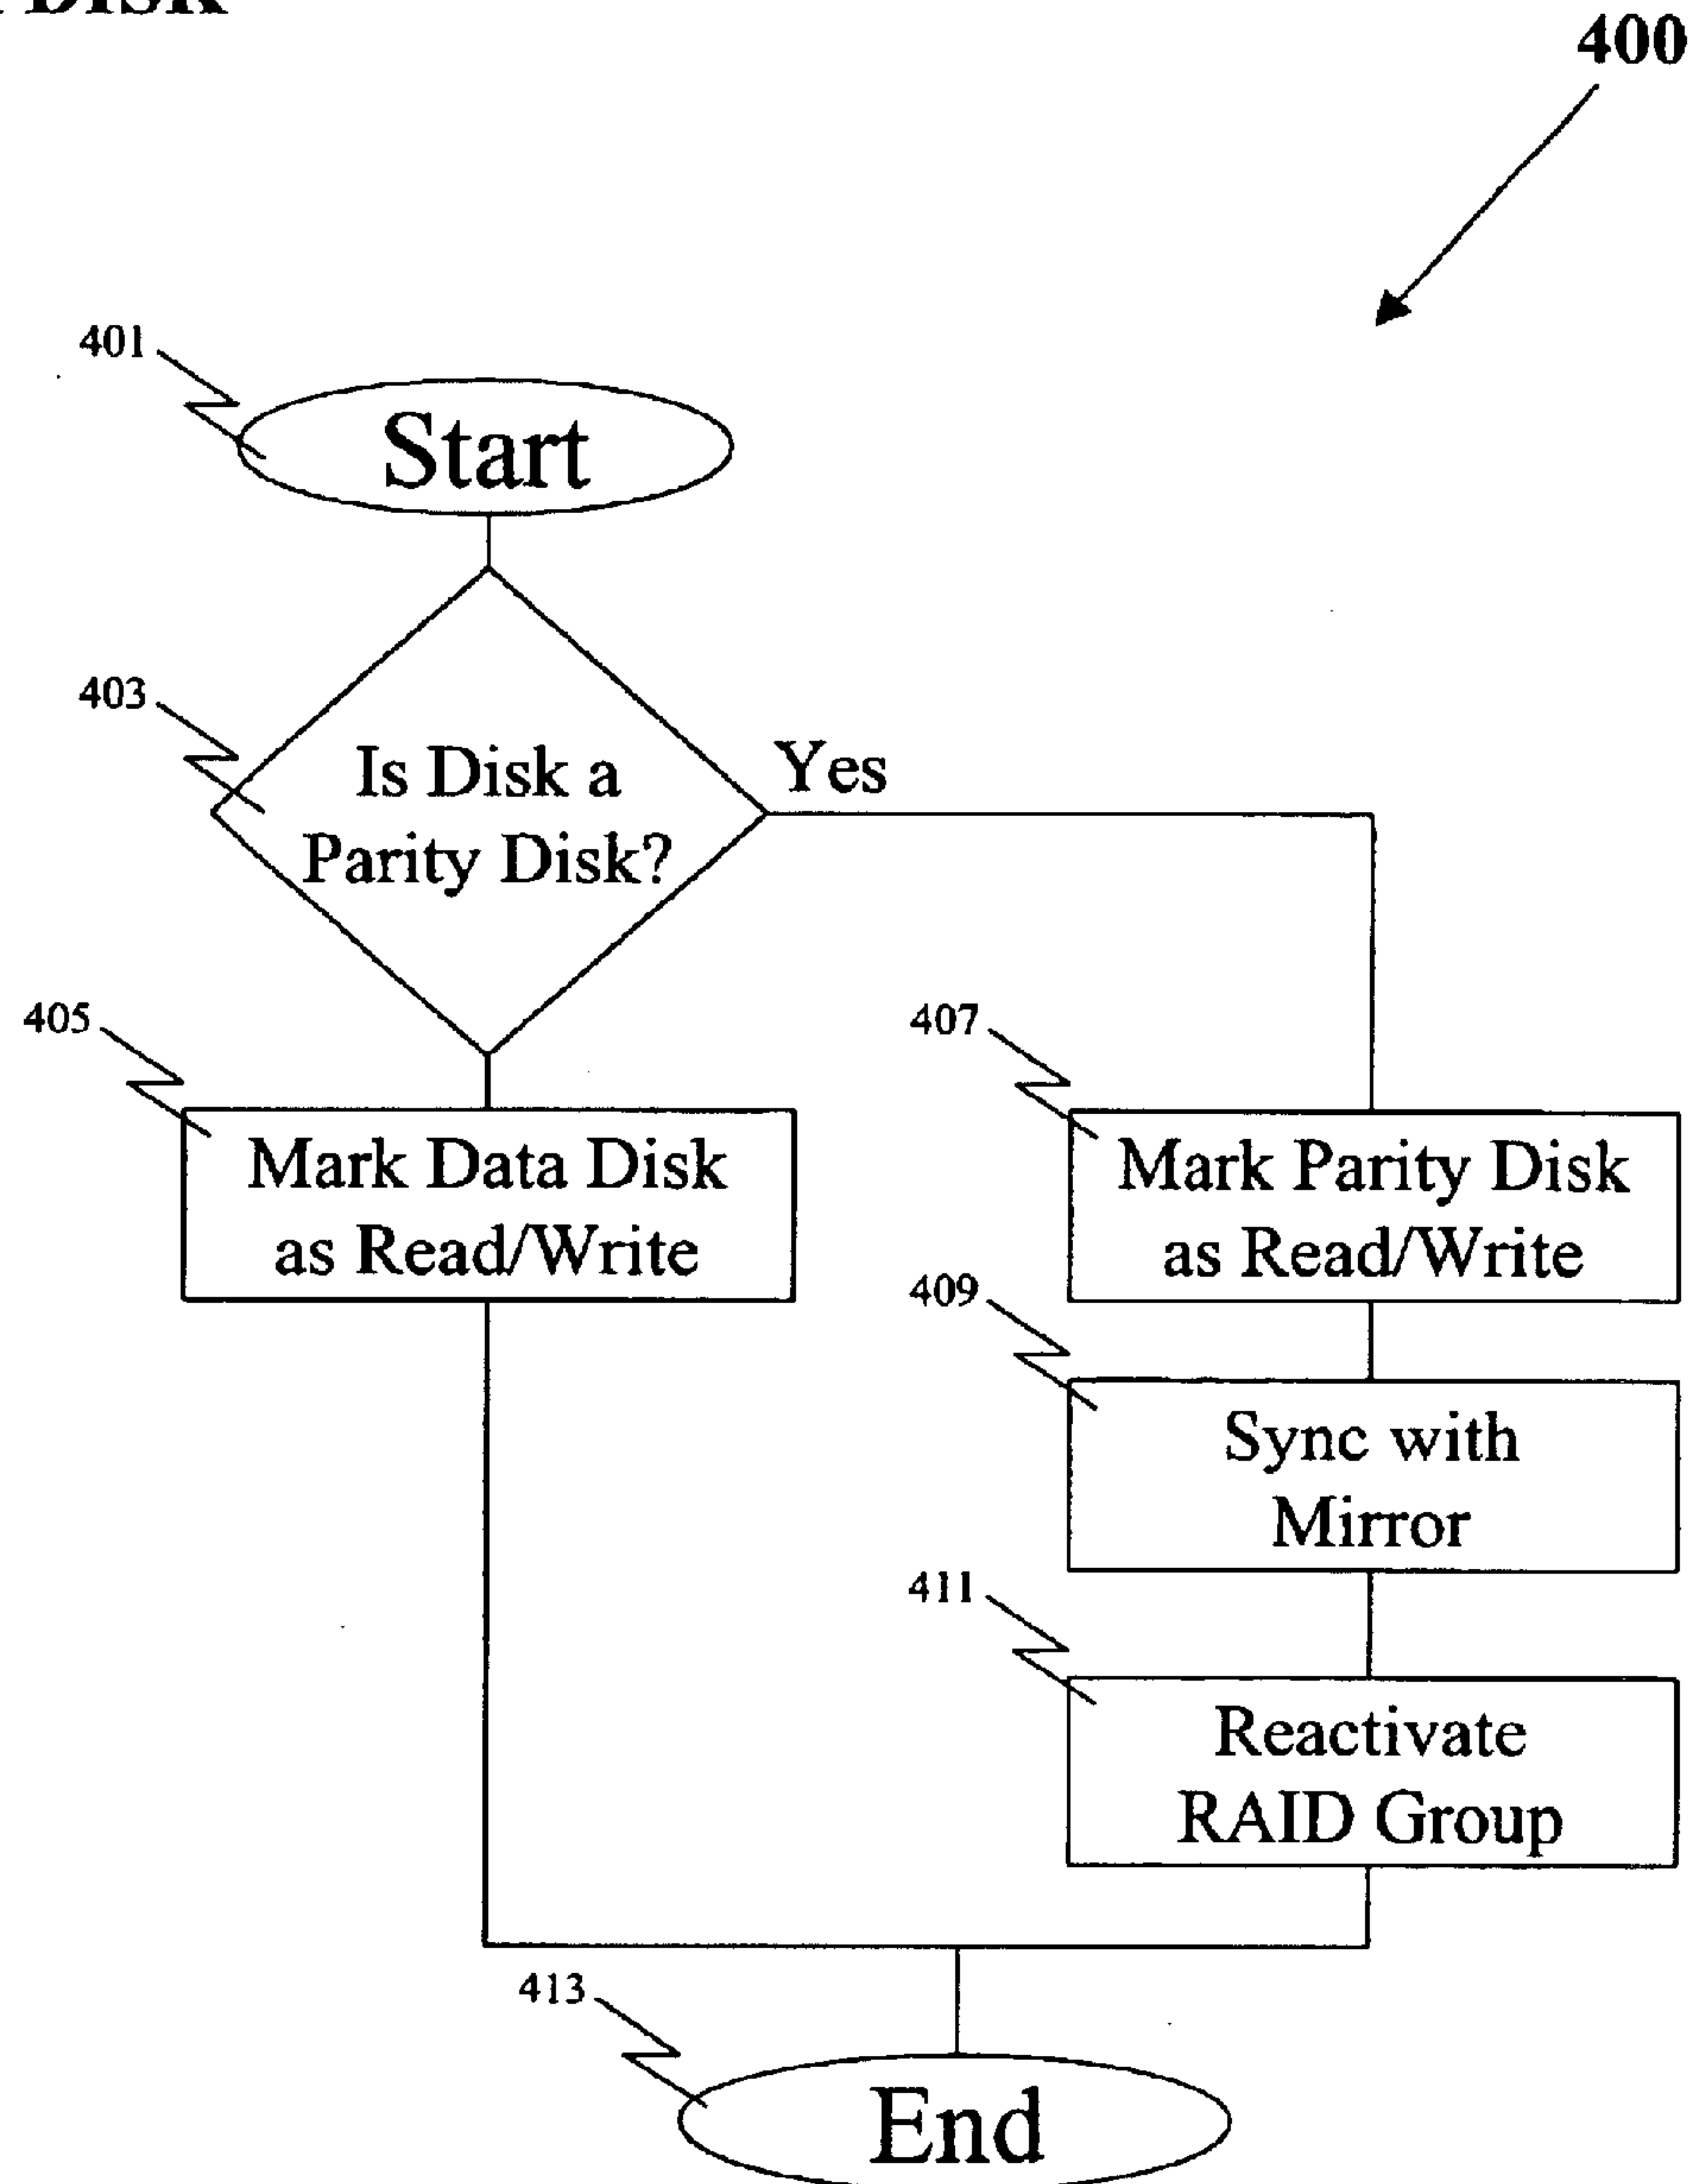 DISK
400
401
Start
403
Is Disk a
Parity Disk?
Yes
405
Mark Data Disk
as Read/Write
407
Mark Parity Disk
as Read/Write
409
Sync with
Mirror
411
Reactivate
RAID Group
413
End